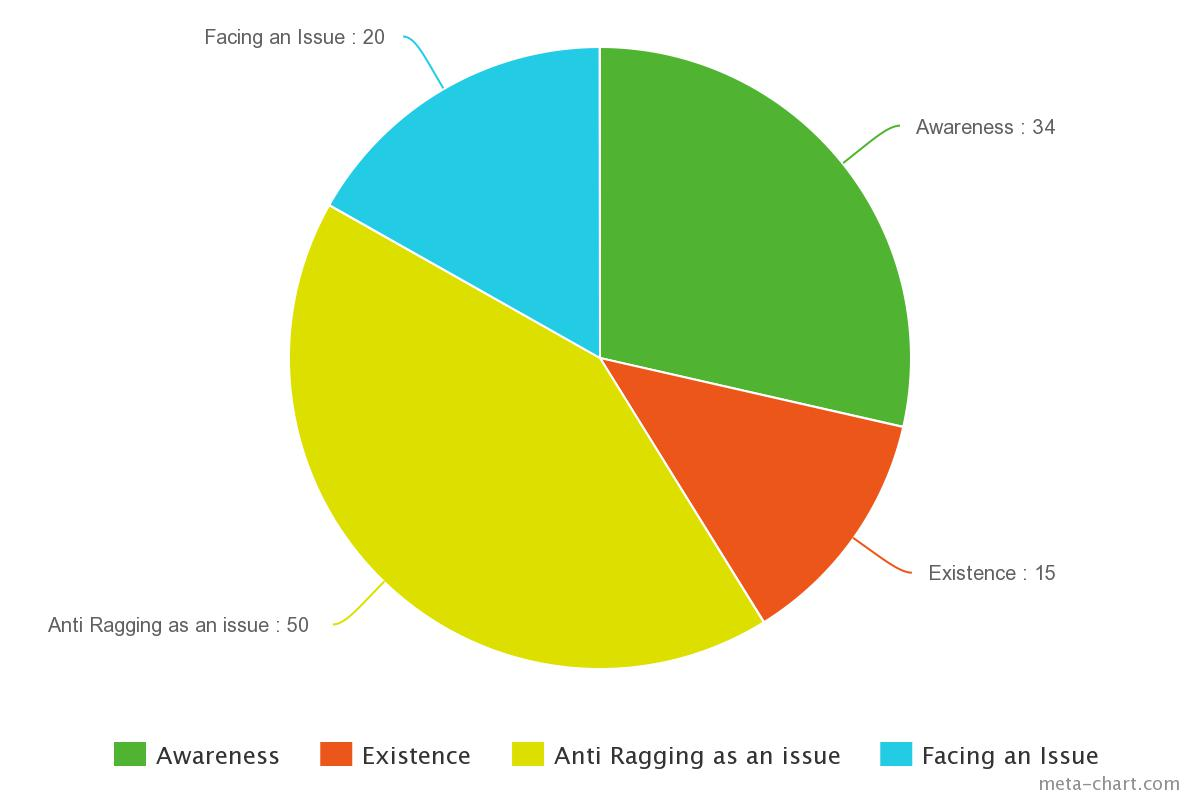 Facing an Issue : 20
Awareness : 34
Existence : 15
Anti Ragging as an issue : 50
Awareness Existence Anti Ragging as an issue Facing an Issue
meta-chart.com